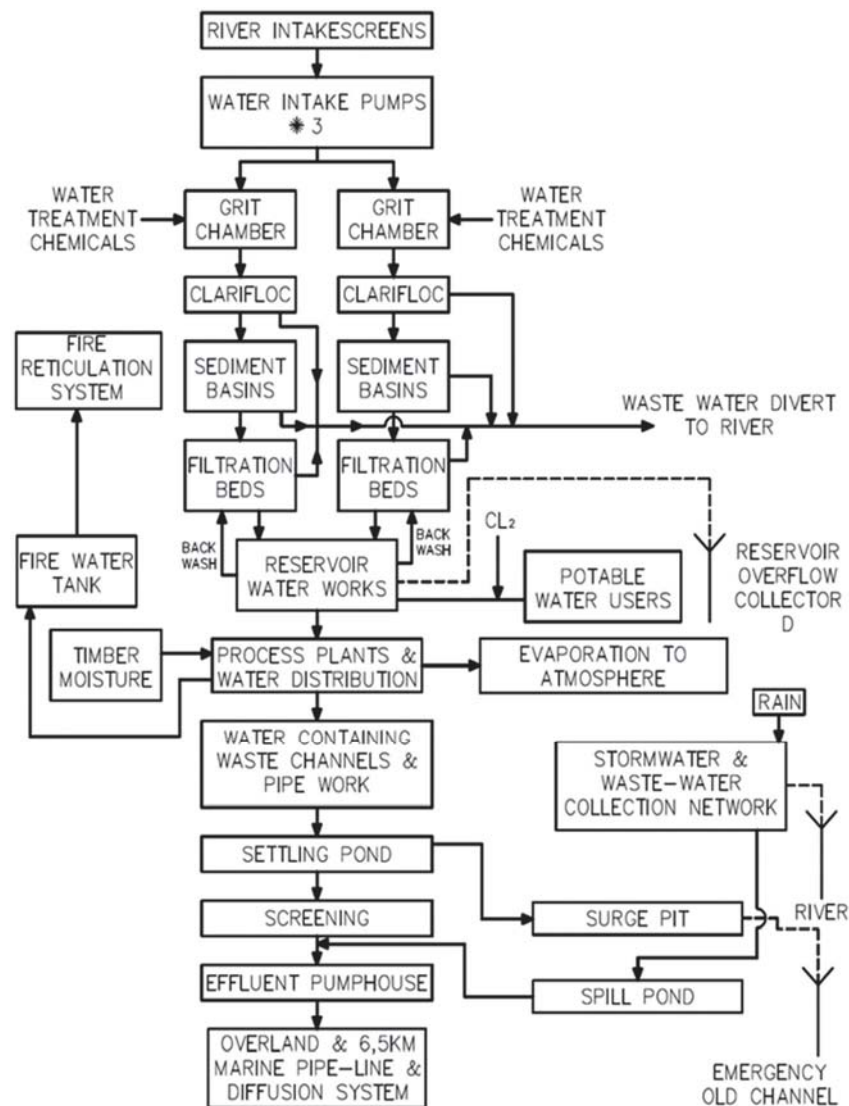 RIVER INTAKESCREENS
WATER INTAKE PUMPS
* 3
WATER
TREATMENT
CHEMICALS
GRIT
CHAMBER
GRIT
CHAMBER
WATER
TREATMENT
CHEMICALS
CLARIFLOC
CLARIFLOC
FIRE
RETICULATION
SYSTEM
SEDIMENT
BASINS
SEDIMENT
BASINS
WASTE WATER DIVERT
TO RIVER
FILTRATION
BEDS
FILTRATION
BEDS
BACK
WASH
BACK
WASH
CL₂
FIRE WATER
TANK
RESERVOIR
WATER WORKS
POTABLE
WATER USERS
RESERVOIR
OVERFLOW
COLLECTOR
D
TIMBER
MOISTURE
PROCESS PLANTS &
WATER DISTRIBUTION
EVAPORATION TO
ATMOSPHERE
RAIN
WATER CONTAINING
WASTE CHANNELS &
PIPE WORK
STORMWATER &
WASTE-WATER
COLLECTION NETWORK
SETTLING POND
SCREENING
SURGE PIT
RIVER
EFFLUENT PUMPHOUSE
SPILL POND
OVERLAND & 6,5KM
MARINE PIPE-LINE &
DIFFUSION SYSTEM
EMERGENCY
OLD CHANNEL